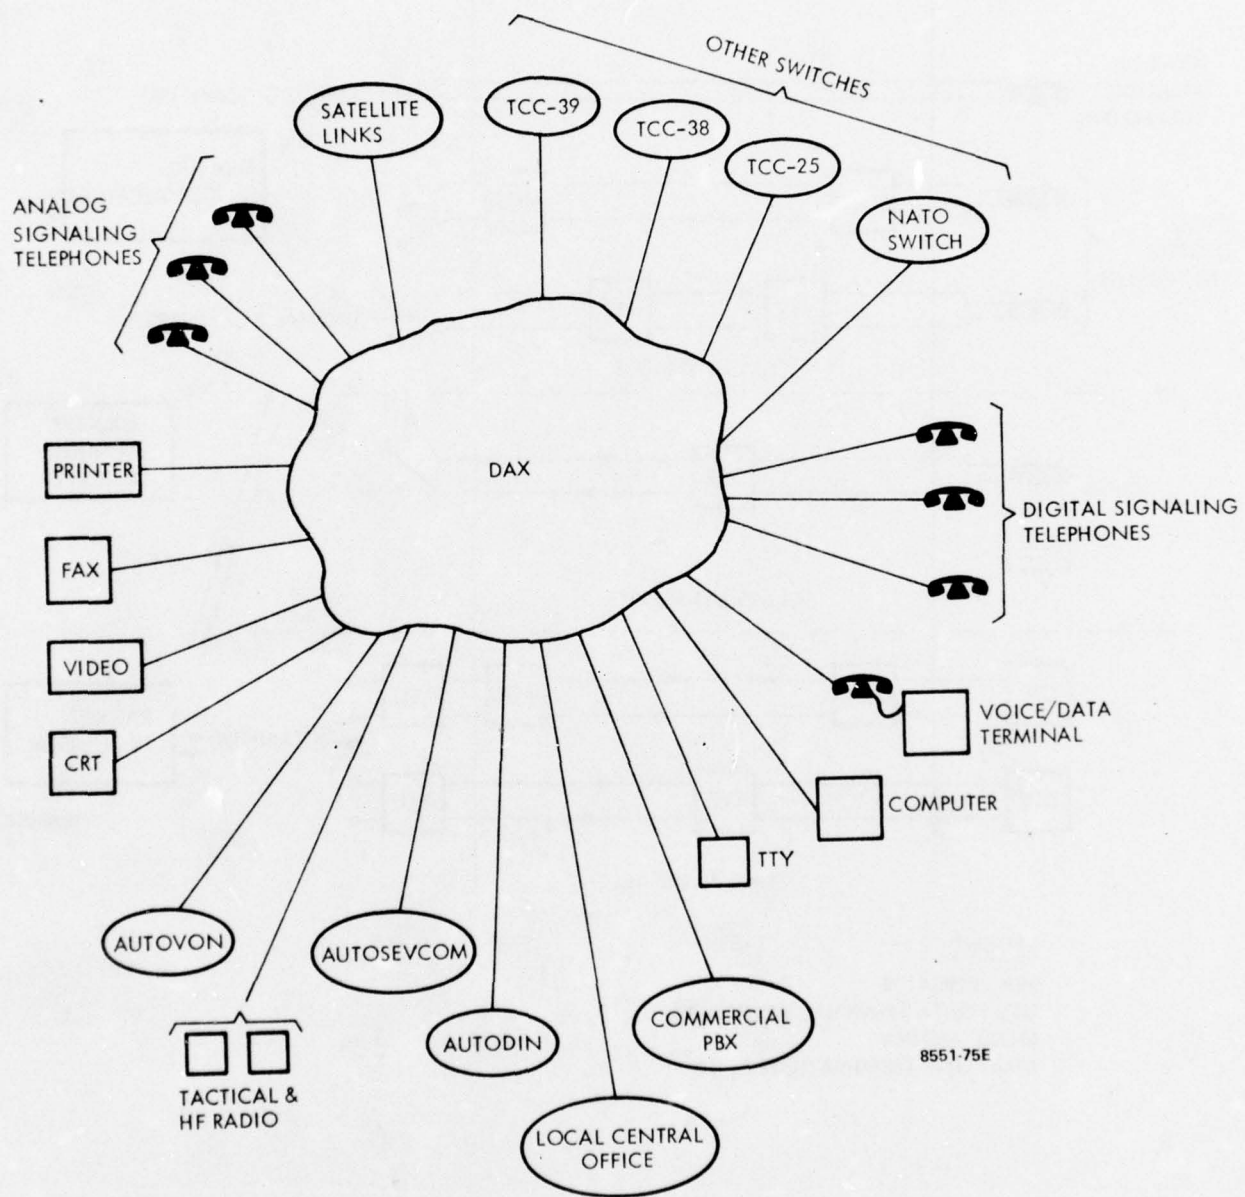 OTHER SWITCHES
SATELLITE
LINKS
TCC-39
TCC-38
TCC-25
NATO
SWITCH
ANALOG
SIGNALING
TELEPHONES
DAX
PRINTER
FAX
VIDEO
CRT
DIGITAL SIGNALING
TELEPHONES
VOICE/DATA
TERMINAL
COMPUTER
TTY
AUTOVON
AUTOSEVCOM
AUTODIN
COMMERCIAL
PBX
TACTICAL &
HF RADIO
LOCAL CENTRAL
OFFICE
8551-75E